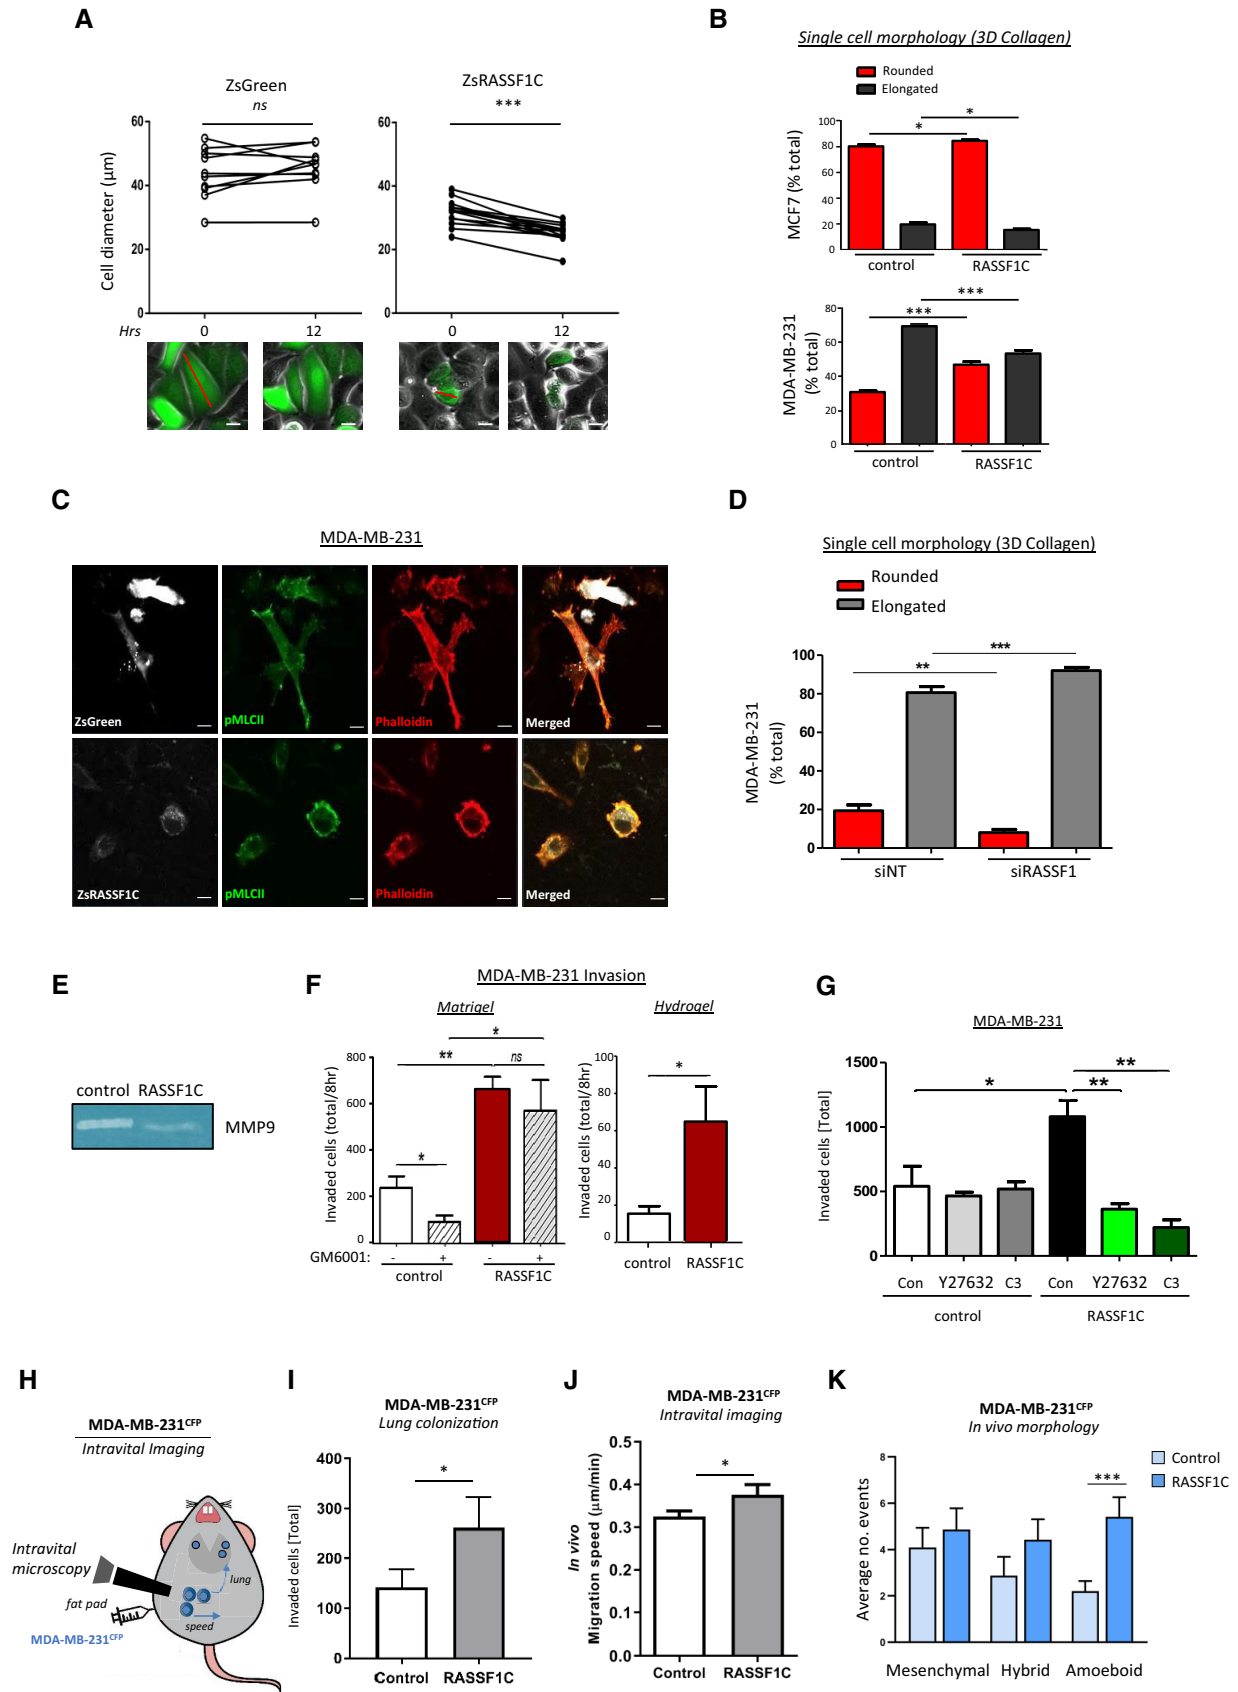 A
ZsGreen
ns
ZsRASSF1C
***
Cell diameter (µm)
60
40
20
0
60
40
20
0
Hrs
0
12
0
12
B
Single cell morphology (3D Collagen)
Rounded
Elongated
*
*
MCF7 (% total)
100
80
60
40
20
0
control
RASSF1C
***
***
MDA-MB-231
(% total)
80
60
40
20
0
control
RASSF1C
C
MDA-MB-231
ZsGreen
pMLCII
Phalloidin
Merged
ZsRASSF1C
pMLCII
Phalloidin
Merged
D
Single cell morphology (3D Collagen)
Rounded
Elongated
***
**
MDA-MB-231
(% total)
100
80
60
40
20
0
siNT
siRASSF1
E
control RASSF1C
MMP9
F
MDA-MB-231 Invasion
Matrigel
Hydrogel
*
**
ns
*
Invaded cells (total/8hr)
800
600
400
200
0
GM6001:
-
+
-
+
control
RASSF1C
*
Invaded cells (total/8hr)
100
80
60
40
20
0
control
RASSF1C
G
MDA-MB-231
**
*
**
Invaded cells [Total]
1500
1000
500
0
Con
Y27632
C3
Con
Y27632
C3
control
RASSF1C
H
MDA-MB-231CFP
Intravital Imaging
Intravital
microscopy
lung
fat pad
speed
MDA-MB-231CFP
I
MDA-MB-231CFP
Lung colonization
*
Invaded cells [Total]
400
300
200
100
0
Control
RASSF1C
J
MDA-MB-231CFP
Intravital imaging
*
In vivo
Migration speed (µm/min)
0.5
0.4
0.3
0.2
0.1
0.0
Control
RASSF1C
K
MDA-MB-231CFP
In vivo morphology
Control
RASSF1C
***
Average no. events
8
6
4
2
0
Mesenchymal
Hybrid
Amoeboid